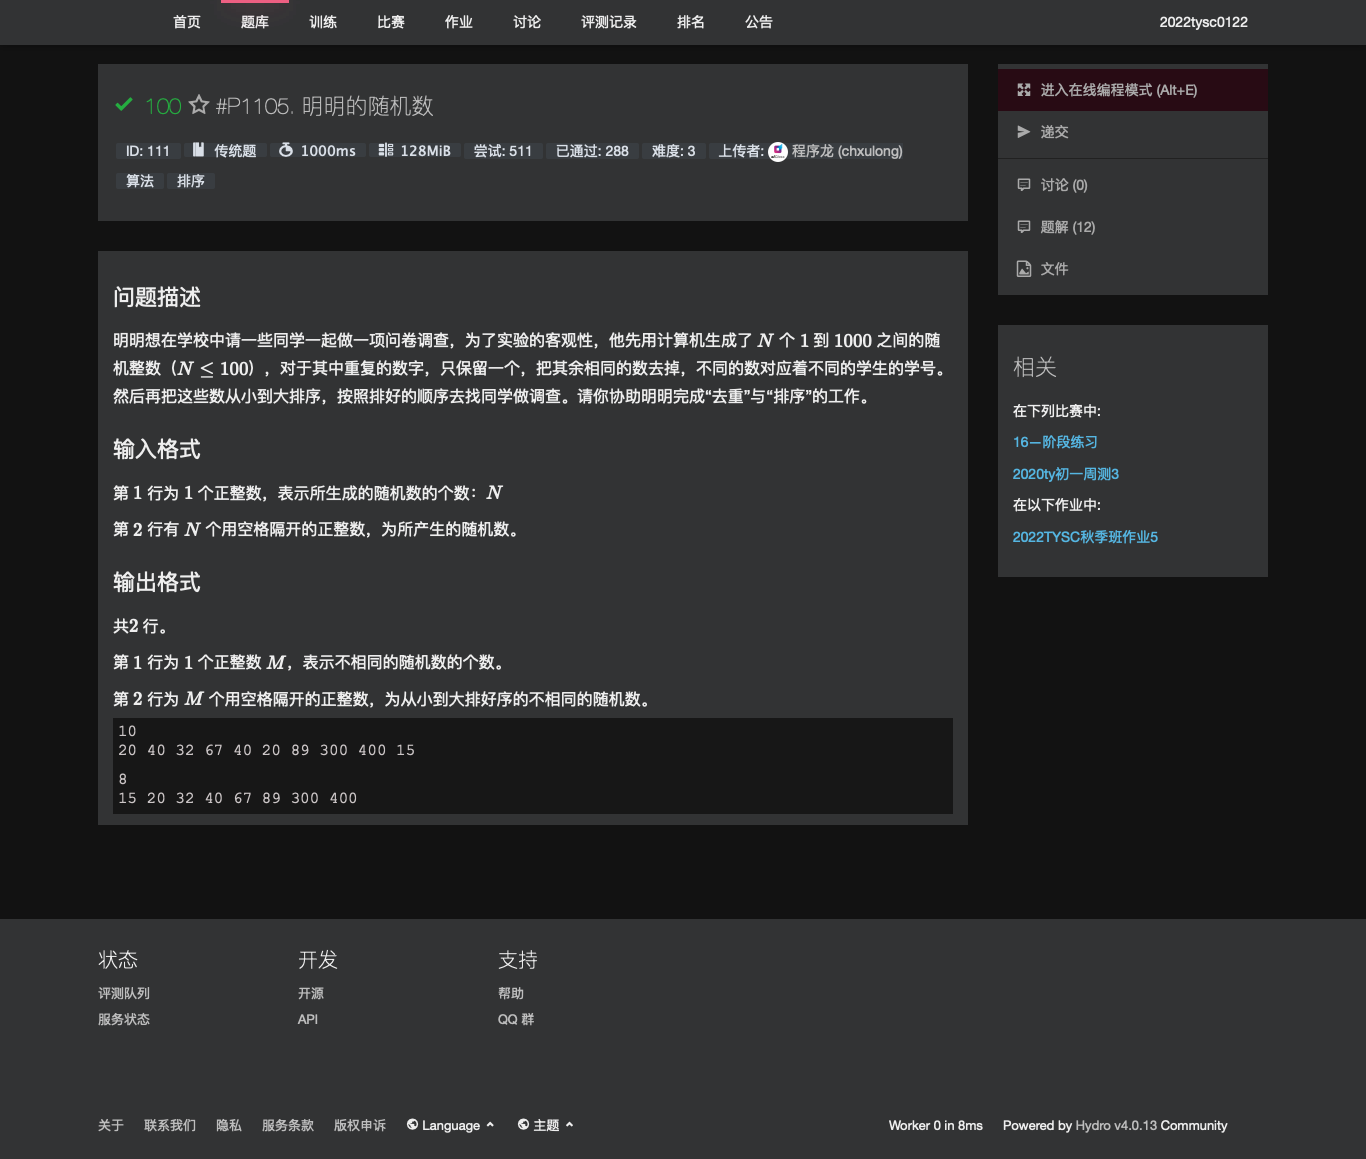 首页 题库 训练 比赛 作业 讨论 评测记录 排名 公告 2022tysc0122
100 #P1105. 明明的随机数
ID: 111 传统题 1000ms 128MiB 尝试: 511 已通过: 288 难度: 3 上传者: 程序龙 (chxulong)
算法 排序
问题描述
明明想在学校中请一些同学一起做一项问卷调查，为了实验的客观性，他先用计算机生成了 N 个 1 到 1000 之间的随
机整数（N ≤ 100），对于其中重复的数字，只保留一个，把其余相同的数去掉，不同的数对应着不同的学生的学号。
然后再把这些数从小到大排序，按照排好的顺序去找同学做调查。请你协助明明完成“去重”与“排序”的工作。
输入格式
第 1 行为 1 个正整数，表示所生成的随机数的个数：N
第 2 行有 N 个用空格隔开的正整数，为所产生的随机数。
输出格式
共2 行。
第 1 行为 1 个正整数 M，表示不相同的随机数的个数。
第 2 行为 M 个用空格隔开的正整数，为从小到大排好序的不相同的随机数。
10
20 40 32 67 40 20 89 300 400 15
8
15 20 32 40 67 89 300 400
进入在线编程模式 (Alt+E)
递交
讨论 (0)
题解 (12)
文件
相关
在下列比赛中:
16—阶段练习
2020ty初一周测3
在以下作业中:
2022TYSC秋季班作业5
状态
评测队列
服务状态
开发
开源
API
支持
帮助
QQ 群
关于 联系我们 隐私 服务条款 版权申诉 Language 主题 Worker 0 in 8ms Powered by Hydro v4.0.13 Community